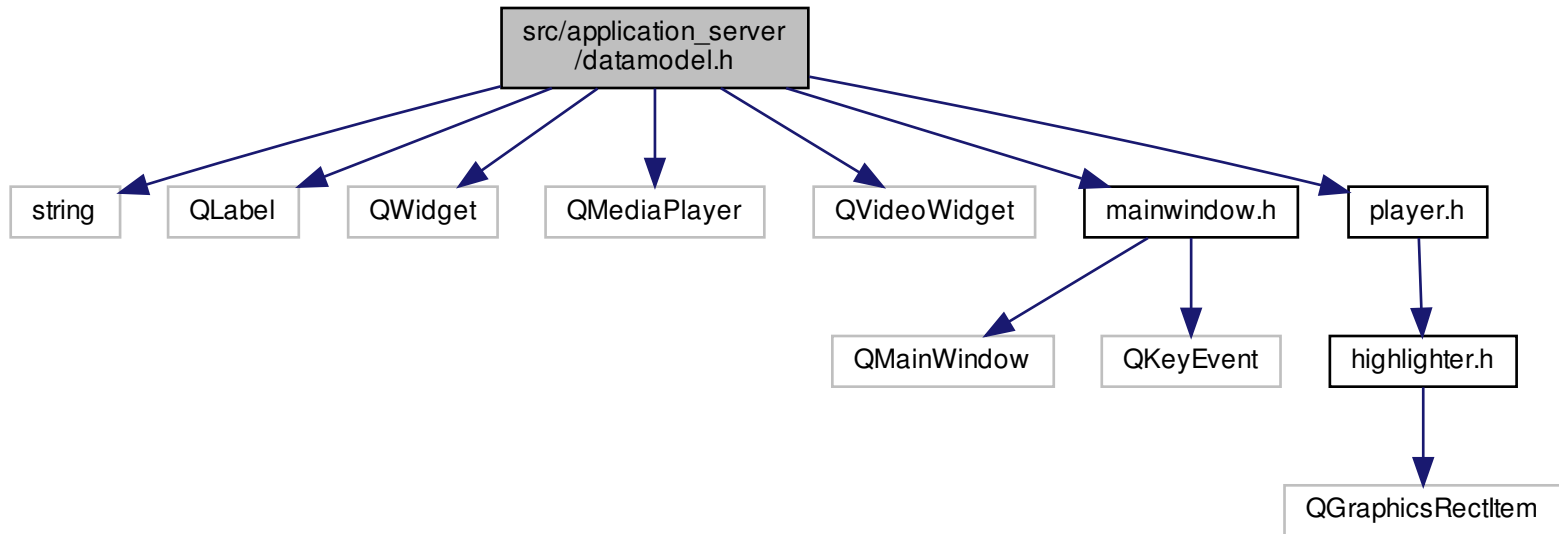 src/application_server
/datamodel.h
string
QLabel
QWidget
QMediaPlayer
QVideoWidget
mainwindow.h
player.h
QMainWindow
QKeyEvent
highlighter.h
QGraphicsRectItem